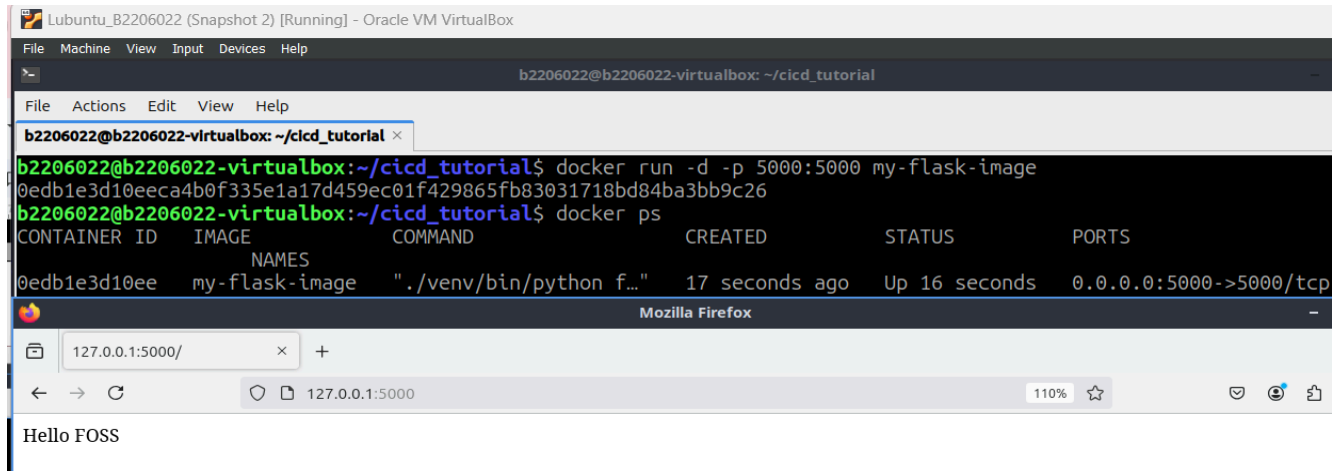 Lubuntu_B2206022 (Snapshot 2) [Running] - Oracle VM VirtualBox
File Machine View Input Devices Help
b2206022@b2206022-virtualbox: ~/cicd_tutorial
File Actions Edit View Help
b2206022@b2206022-virtualbox: ~/cicd_tutorial ×
b2206022@b2206022-virtualbox:~/cicd_tutorial$ docker run -d -p 5000:5000 my-flask-image
0edb1e3d10eeca4b0f335e1a17d459ec01f429865fb83031718bd84ba3bb9c26
b2206022@b2206022-virtualbox:~/cicd_tutorial$ docker ps
CONTAINER ID IMAGE COMMAND CREATED STATUS PORTS
NAMES
0edb1e3d10ee my-flask-image "./venv/bin/python f…" 17 seconds ago Up 16 seconds 0.0.0.0:5000->5000/tcp
Mozilla Firefox
127.0.0.1:5000/
127.0.0.1:5000 110%
Hello FOSS